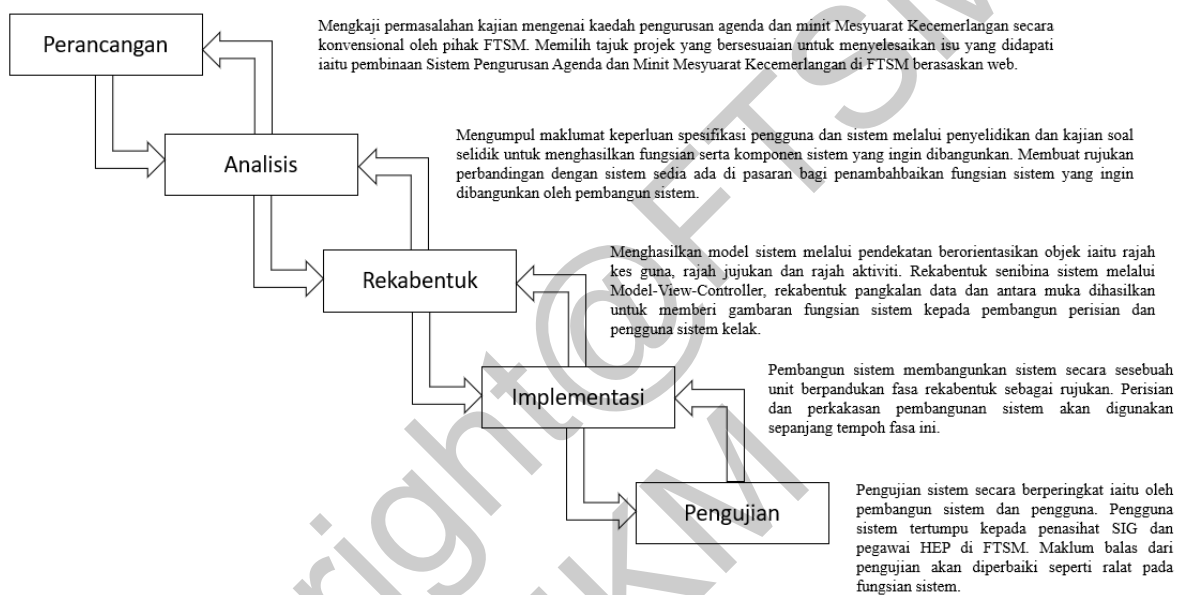 Perancangan
Mengkaji permasalahan kajian mengenai kaedah pengurusan agenda dan minit Mesyuarat Kecemerlangan secara
konvensional oleh pihak FTSM. Memilih tajuk projek yang bersesuaian untuk menyelesaikan isu yang didapati
iaitu pembinaan Sistem Pengurusan Agenda dan Minit Mesyuarat Kecemerlangan di FTSM berasaskan web.
Analisis
Mengumpul maklumat keperluan spesifikasi pengguna dan sistem melalui penyelidikan dan kajian soal
selidik untuk menghasilkan fungsian serta komponen sistem yang ingin dibangunkan. Membuat rujukan
perbandingan dengan sistem sedia ada di pasaran bagi penambahbaikan fungsian sistem yang ingin
dibangunkan oleh pembangun sistem.
Rekabentuk
Menghasilkan model sistem melalui pendekatan berorientasikan objek iaitu rajah
kes guna, rajah jujukan dan rajah aktiviti. Rekabentuk senibina sistem melalui
Model-View-Controller, rekabentuk pangkalan data dan antara muka dihasilkan
untuk memberi gambaran fungsian sistem kepada pembangun perisian dan
pengguna sistem kelak.
Implementasi
Pembangun sistem membangunkan sistem secara sesebuah
unit berpandukan fasa rekabentuk sebagai rujukan. Perisian
dan perkakasan pembangunan sistem akan digunakan
sepanjang tempoh fasa ini.
Pengujian
Pengujian sistem secara berperingkat iaitu oleh
pembangun sistem dan pengguna. Pengguna
sistem tertumpu kepada penasihat SIG dan
pegawai HEP di FTSM. Maklum balas dari
pengujian akan diperbaiki seperti ralat pada
fungsian sistem.
right@FTSM
KM